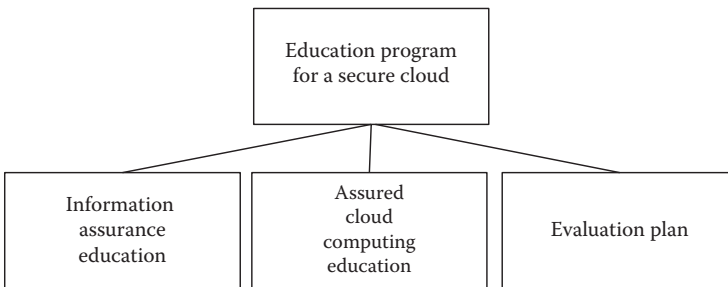 Education program
for a secure cloud
Information
assurance
education
Assured
cloud
computing
education
Evaluation plan